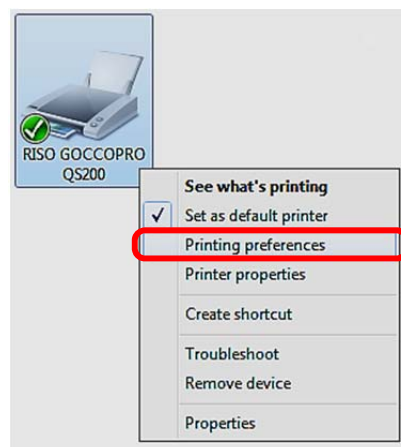 RISO GOCCOPRO
QS200
See what's printing
Set as default printer
Printing preferences
Printer properties
Create shortcut
Troubleshoot
Remove device
Properties